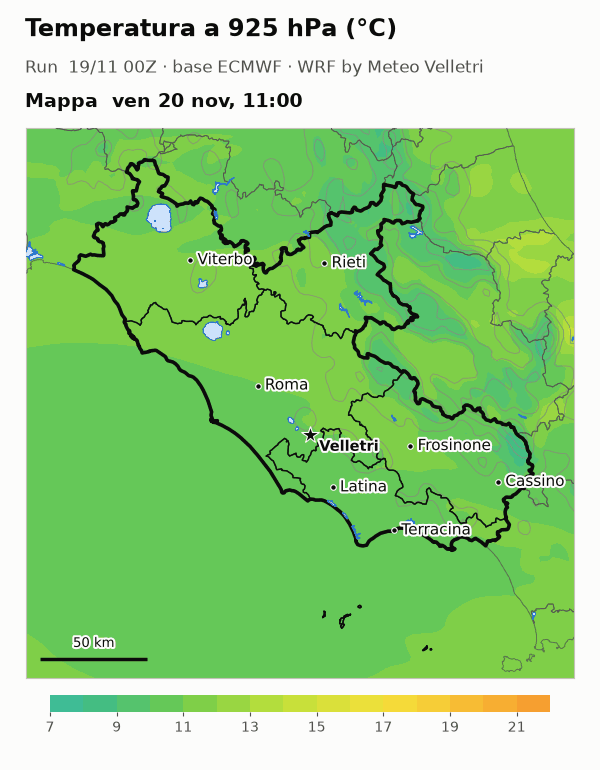 Temperatura a 925 hPa (°C)
Run  19/11 00Z · base ECMWF · WRF by Meteo Velletri
Mappa  ven 20 nov, 11:00
Viterbo
Rieti
Roma
Velletri
Frosinone
Latina
Cassino
Terracina
50 km
7 9 11 13 15 17 19 21